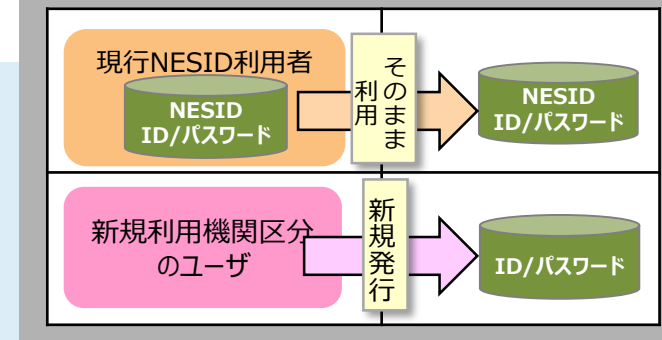 現行NESID利用者
NESID
ID/パスワード
そのまま
利用
NESID
ID/パスワード
新規利用機関区分
のユーザ
新規発行
ID/パスワード